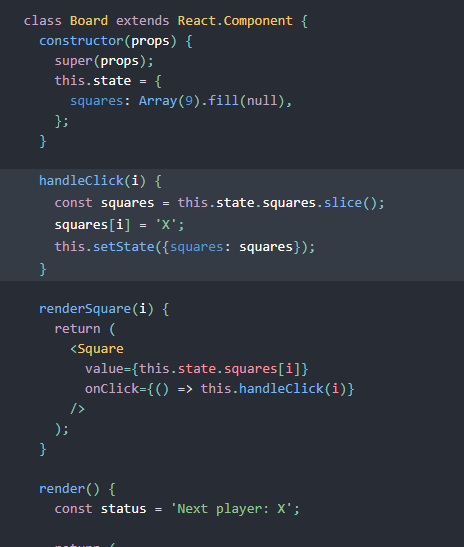 class Board extends React.Component {
  constructor(props) {
    super(props);
    this.state = {
      squares: Array(9).fill(null),
    };
  }

  handleClick(i) {
    const squares = this.state.squares.slice();
    squares[i] = 'X';
    this.setState({squares: squares});
  }

  renderSquare(i) {
    return (
      <Square
        value={this.state.squares[i]}
        onClick={() => this.handleClick(i)}
      />
    );
  }

  render() {
    const status = 'Next player: X';